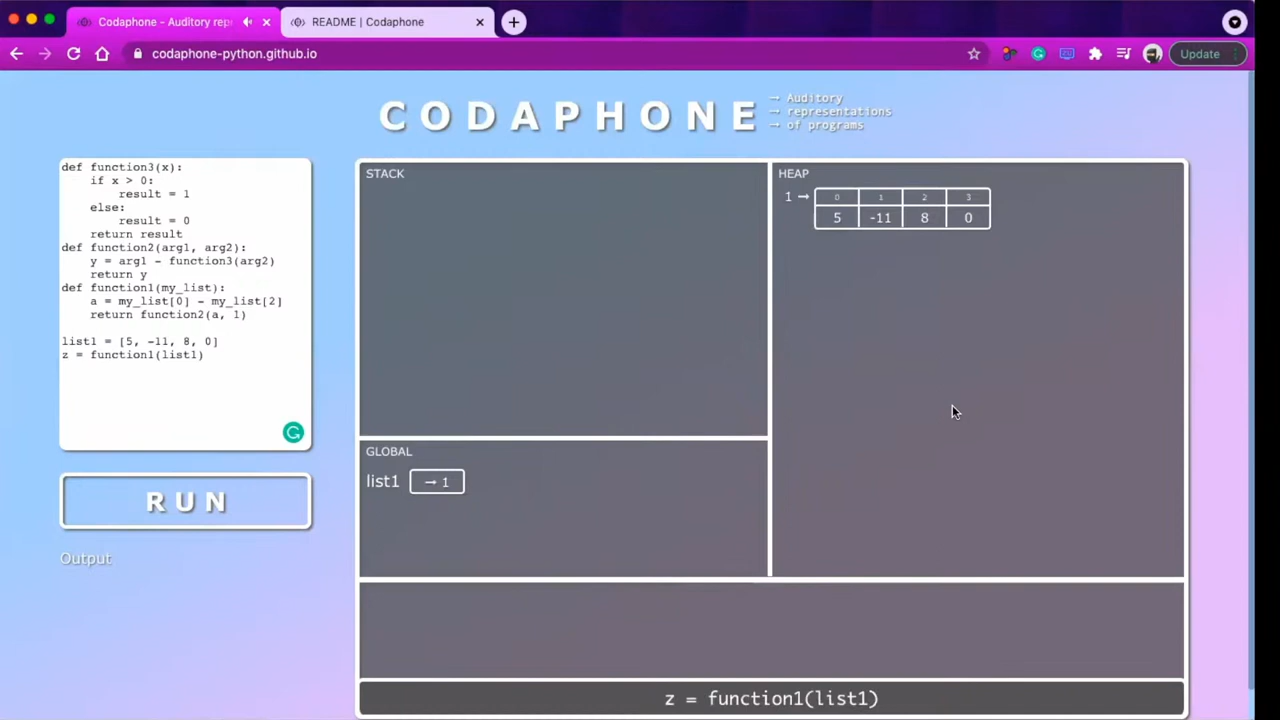 Codaphone - Auditory rep
README | Codaphone
codaphone-python.github.io
Update
CODAPHONE
→ Auditory
→ representations
→ of programs
def function3(x):
    if x > 0:
        result = 1
    else:
        result = 0
    return result
def function2(arg1, arg2):
    y = arg1 - function3(arg2)
    return y
def function1(my_list):
    a = my_list[0] - my_list[2]
    return function2(a, 1)
list1 = [5, -11, 8, 0]
z = function1(list1)
RUN
Output
STACK
GLOBAL
list1 → 1
HEAP
1 → 0 1 2 3
5 -11 8 0
z = function1(list1)